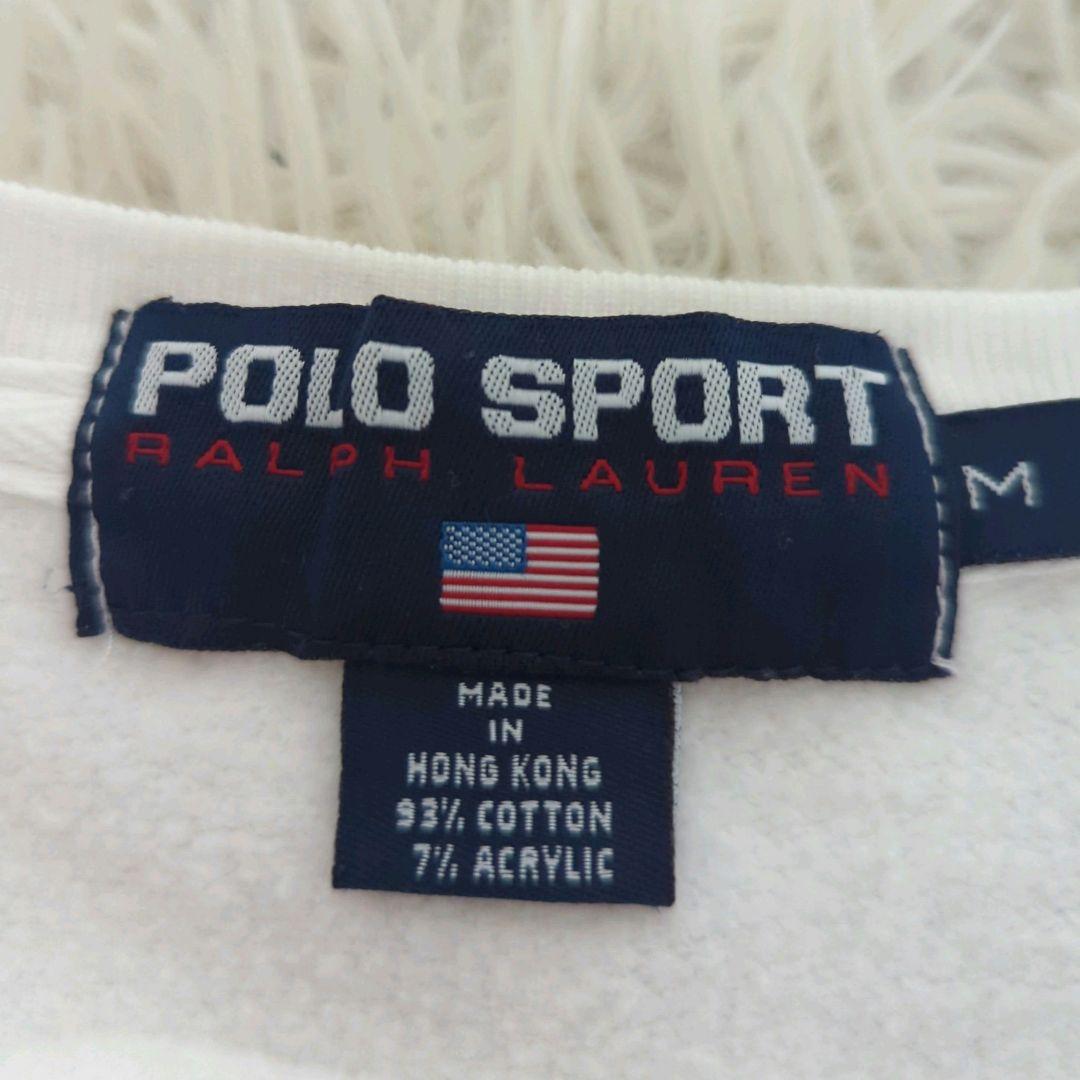 POLO SPORT
RALPH LAUREN
M
MADE
IN
HONG KONG
93% COTTON
7% ACRYLIC